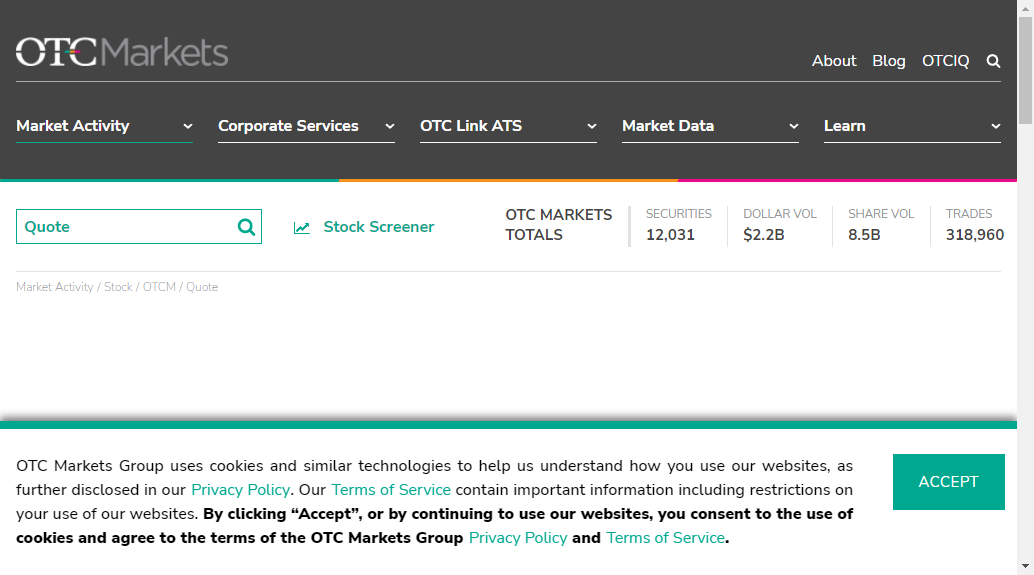 OTC Markets
About Blog OTCIQ
Market Activity Corporate Services OTC Link ATS Market Data Learn
Quote
Stock Screener
OTC MARKETS TOTALS
SECURITIES
12,031
DOLLAR VOL
$2.2B
SHARE VOL
8.5B
TRADES
318,960
Market Activity / Stock / OTCM / Quote
OTC Markets Group uses cookies and similar technologies to help us understand how you use our websites, as
further disclosed in our Privacy Policy. Our Terms of Service contain important information including restrictions on
your use of our websites. By clicking “Accept”, or by continuing to use our websites, you consent to the use of
cookies and agree to the terms of the OTC Markets Group Privacy Policy and Terms of Service.
ACCEPT